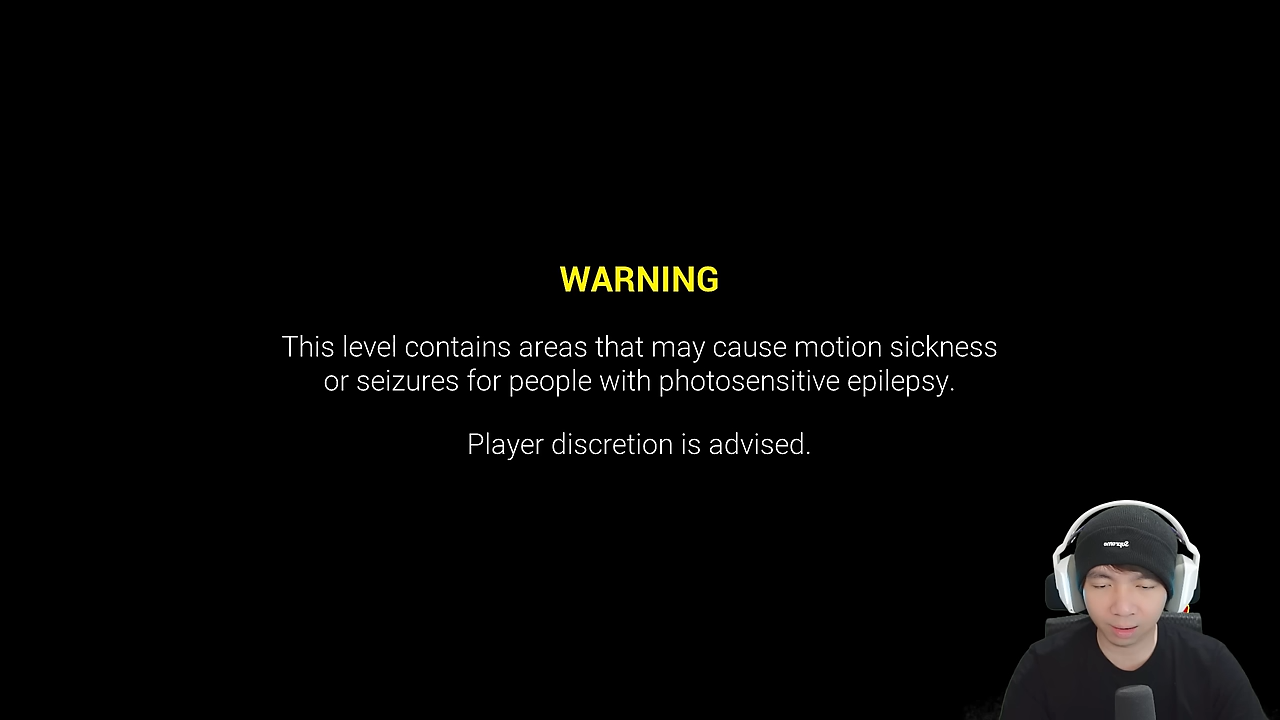 WARNING
This level contains areas that may cause motion sickness
or seizures for people with photosensitive epilepsy.
Player discretion is advised.